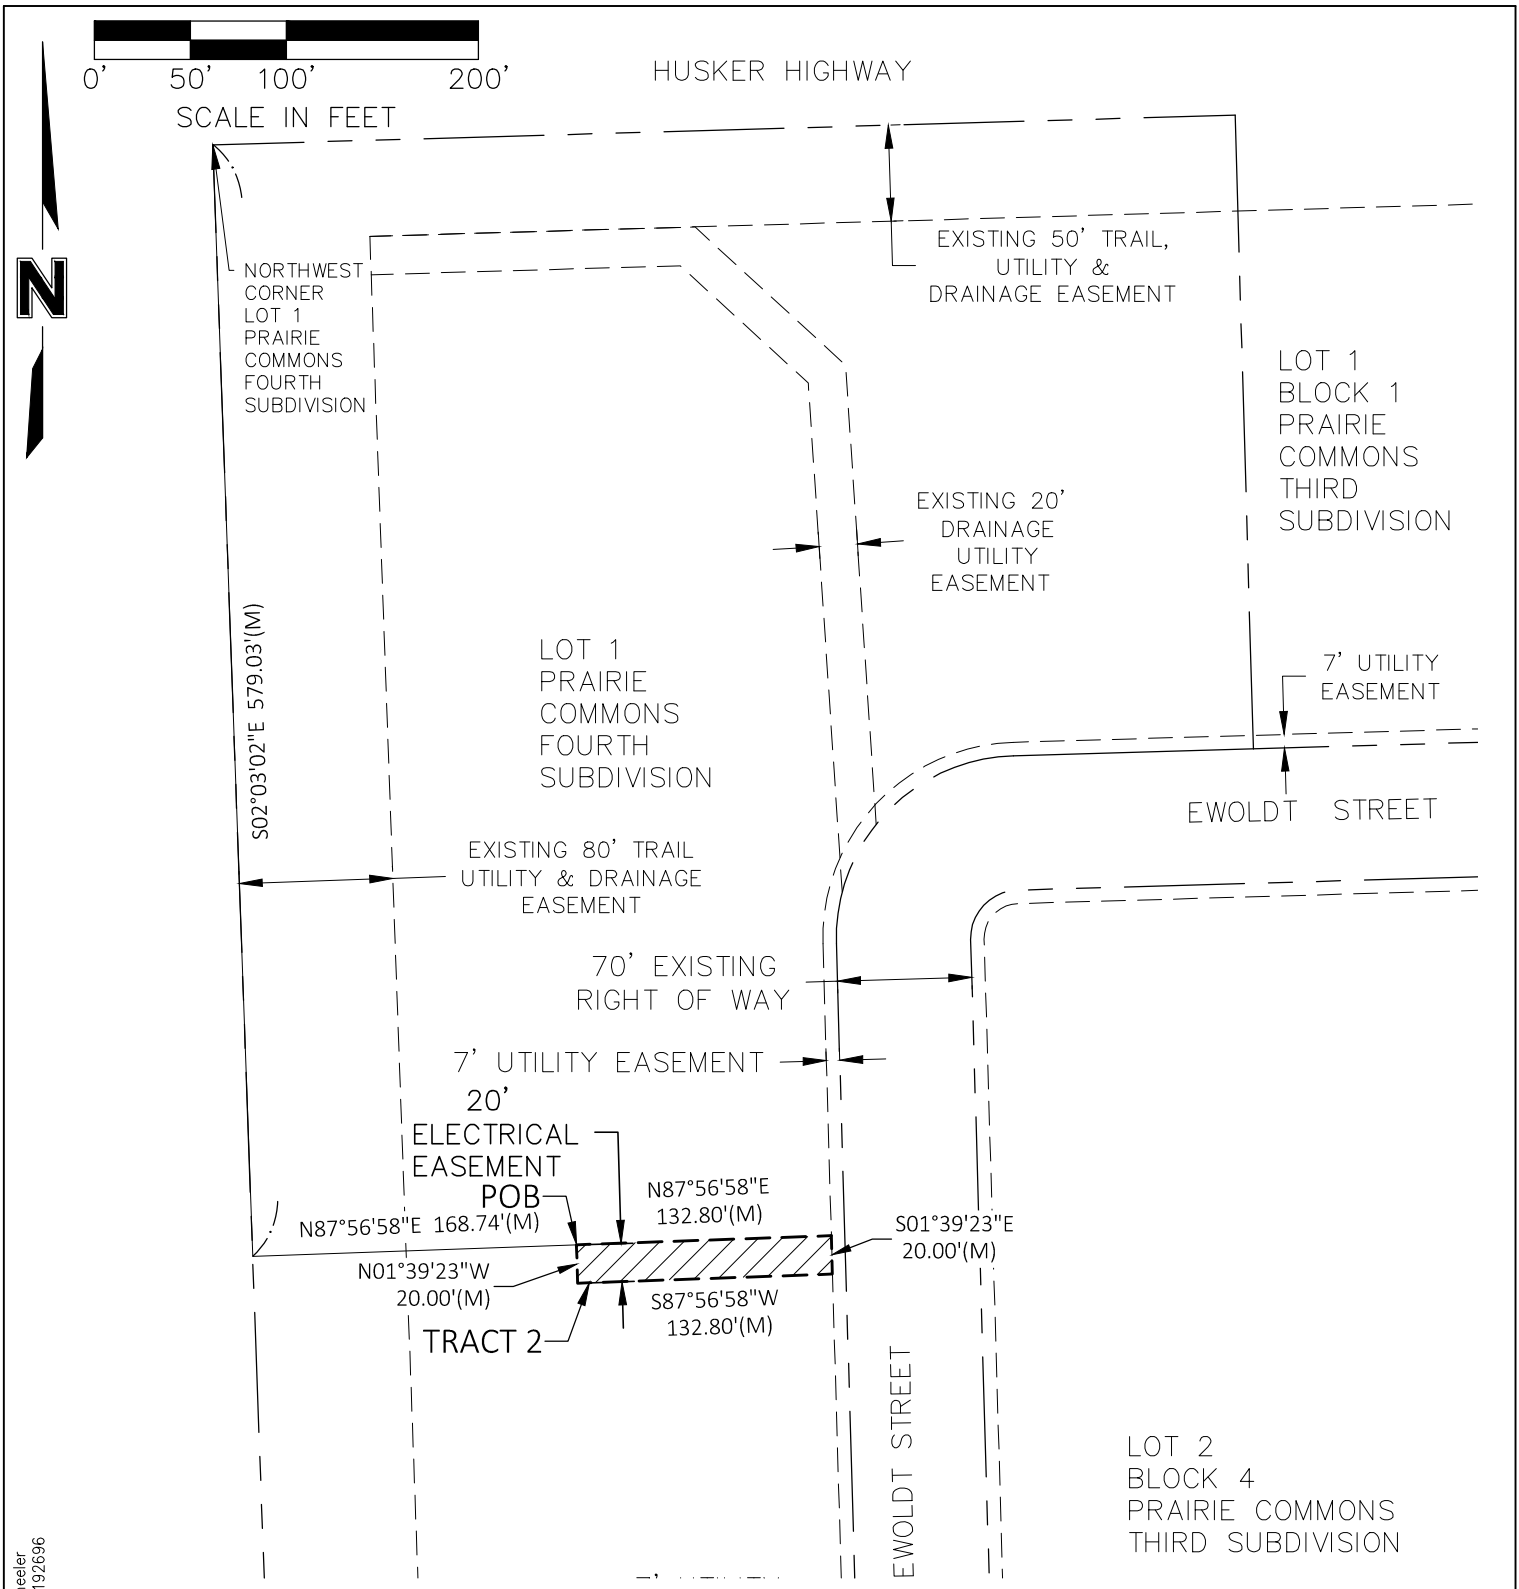 0' 50' 100' 200'
SCALE IN FEET
HUSKER HIGHWAY
N
NORTHWEST
CORNER
LOT 1
PRAIRIE
COMMONS
FOURTH
SUBDIVISION
EXISTING 50' TRAIL,
UTILITY &
DRAINAGE EASEMENT
LOT 1
BLOCK 1
PRAIRIE
COMMONS
THIRD
SUBDIVISION
EXISTING 20'
DRAINAGE
UTILITY
EASEMENT
S02°03'02"E 579.03'(M)
LOT 1
PRAIRIE
COMMONS
FOURTH
SUBDIVISION
7' UTILITY
EASEMENT
EWOLDT STREET
EXISTING 80' TRAIL
UTILITY & DRAINAGE
EASEMENT
70' EXISTING
RIGHT OF WAY
7' UTILITY EASEMENT
20'
ELECTRICAL
EASEMENT
POB
N87°56'58"E 168.74'(M)
N87°56'58"E
132.80'(M)
S01°39'23"E
20.00'(M)
N01°39'23"W
20.00'(M)
S87°56'58"W
132.80'(M)
TRACT 2
EWOLDT STREET
LOT 2
BLOCK 4
PRAIRIE COMMONS
THIRD SUBDIVISION
192696